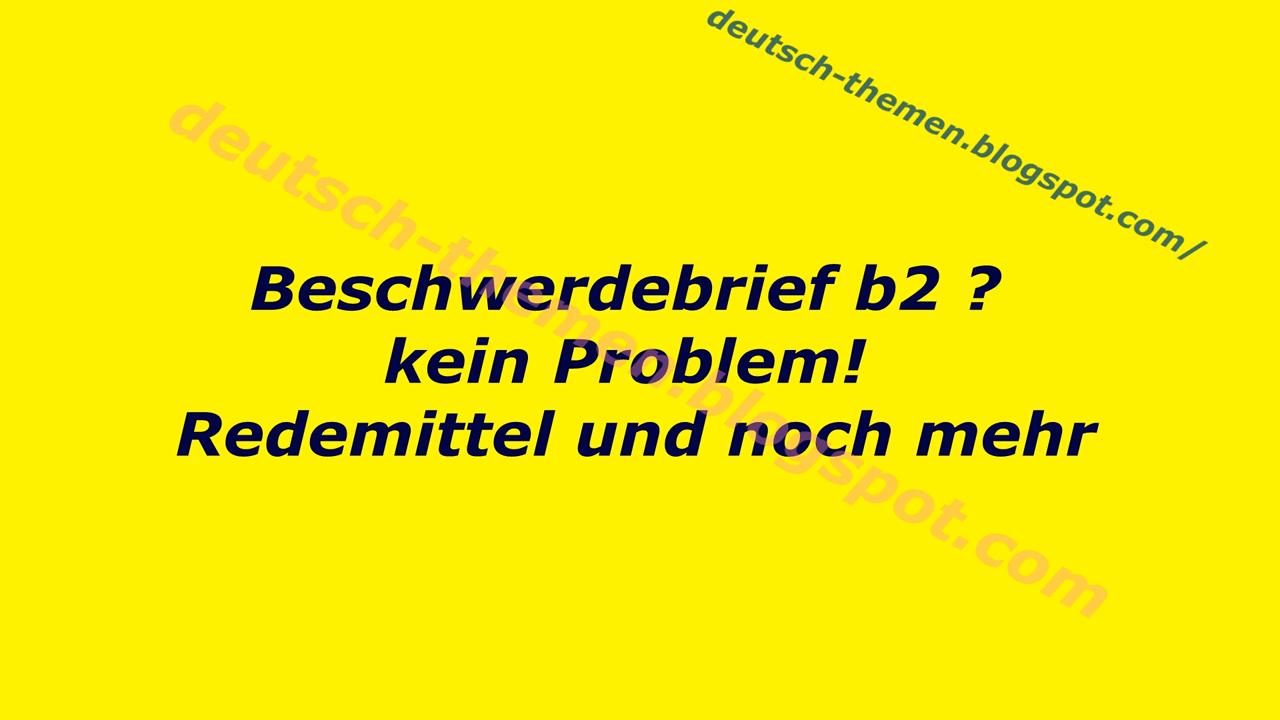 deutsch-themen.blogspot.com/
deutsch-themen.blogspot.com
Beschwerdebrief b2 ?
kein Problem!
Redemittel und noch mehr